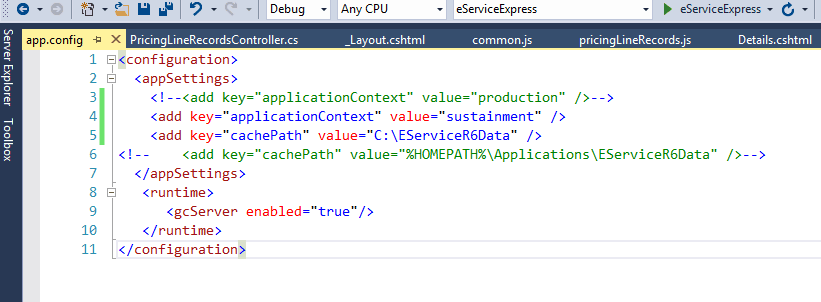 Debug Any CPU eServiceExpress eServiceExpress
app.config PricingLineRecordsController.cs _Layout.cshtml common.js pricingLineRecords.js Details.cshtml
Server Explorer
Toolbox
1 <configuration>
2 <appSettings>
3 <!--<add key="applicationContext" value="production" />-->
4 <add key="applicationContext" value="sustainment" />
5 <add key="cachePath" value="C:\EServiceR6Data" />
6 <!-- <add key="cachePath" value="%HOMEPATH%\Applications\EServiceR6Data" />-->
7 </appSettings>
8 <runtime>
9 <gcServer enabled="true"/>
10 </runtime>
11 </configuration>